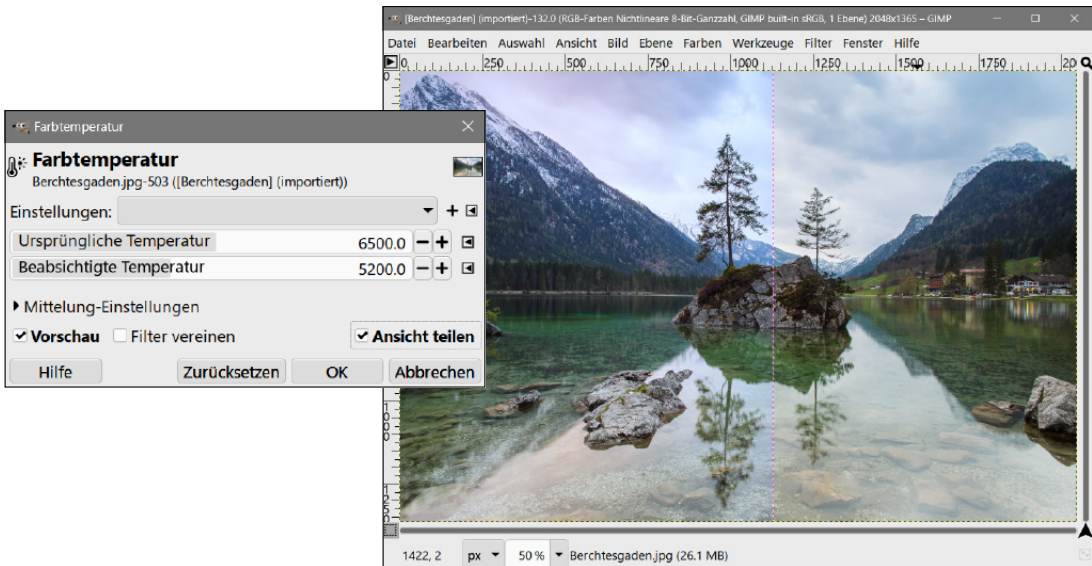 [Berchtesgaden] (importiert)-132.0 (RGB-Farben Nichtlineare 8-Bit-Ganzzahl, GIMP built-in sRGB, 1 Ebene) 2048x1365 – GIMP
Datei Bearbeiten Auswahl Ansicht Bild Ebene Farben Werkzeuge Filter Fenster Hilfe
0 250 500 750 1000 1250 1500 1750 20
Farbtemperatur
Farbtemperatur
Berchtesgaden.jpg-503 ([Berchtesgaden] (importiert))
Einstellungen:
Ursprüngliche Temperatur 6500.0
Beabsichtigte Temperatur 5200.0
Mittelung-Einstellungen
Vorschau Filter vereinen Ansicht teilen
Hilfe Zurücksetzen OK Abbrechen
1422, 2 px 50 % Berchtesgaden.jpg (26.1 MB)